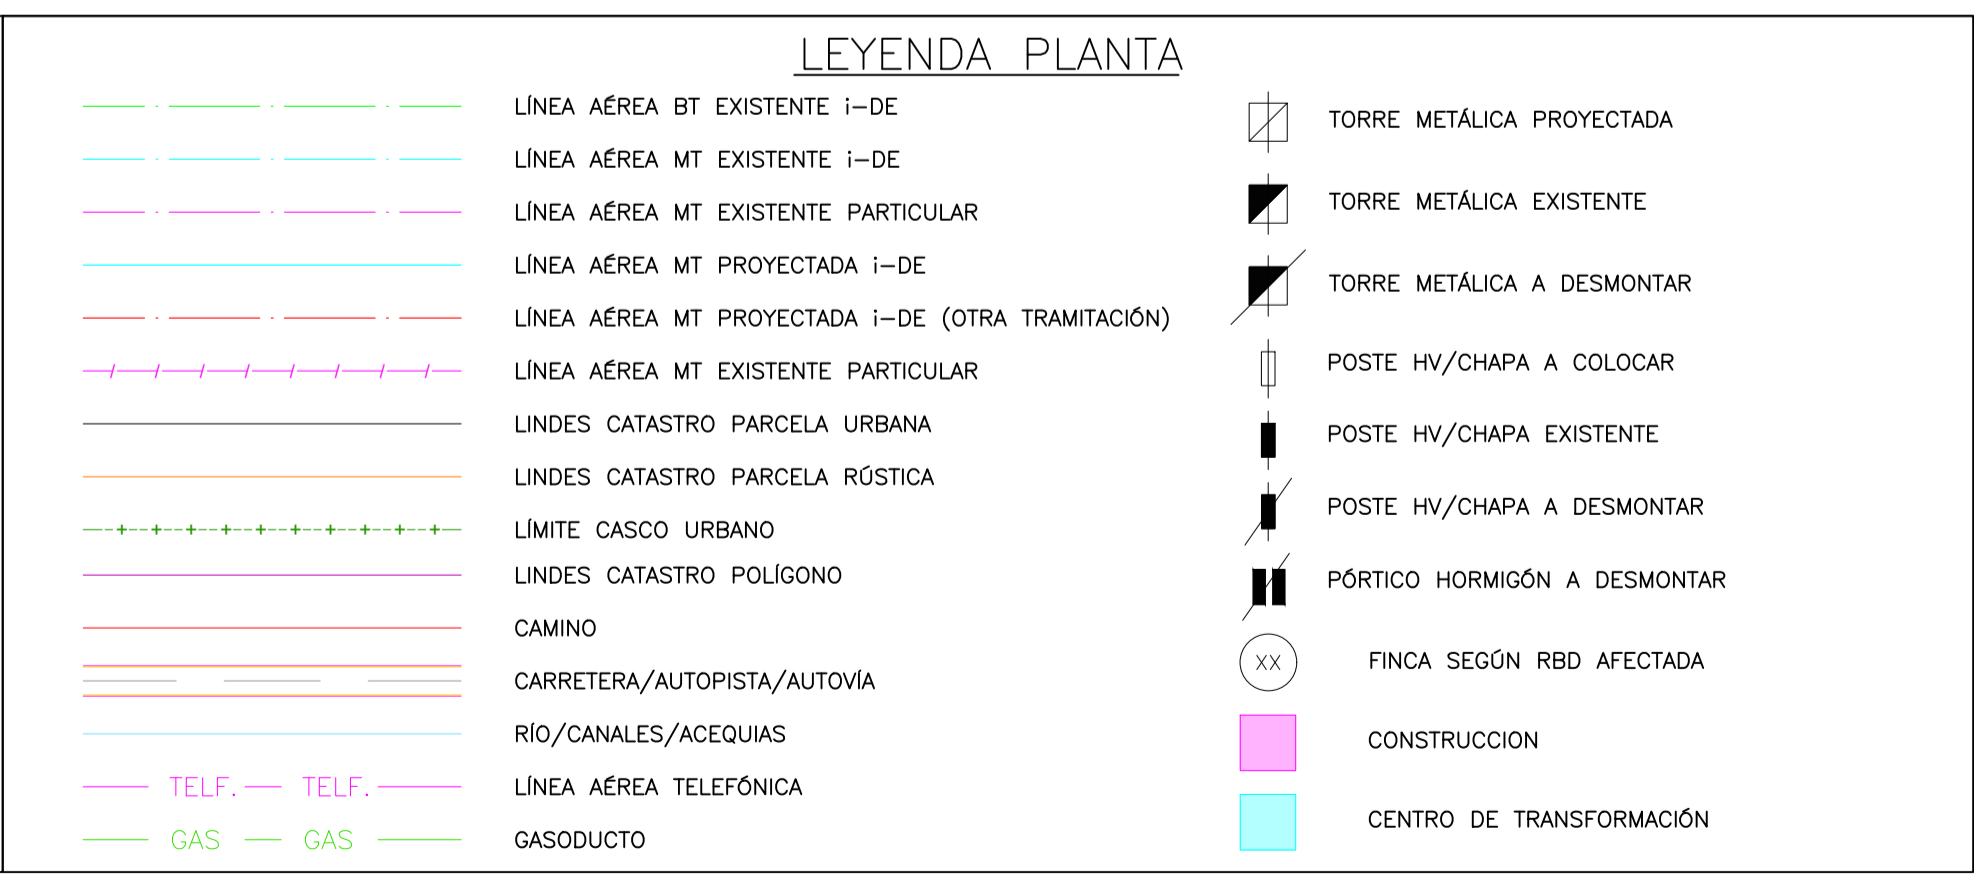 LEYENDA PLANTA
LÍNEA AÉREA BT EXISTENTE i-DE
LÍNEA AÉREA MT EXISTENTE i-DE
LÍNEA AÉREA MT EXISTENTE PARTICULAR
LÍNEA AÉREA MT PROYECTADA i-DE
LÍNEA AÉREA MT PROYECTADA i-DE (OTRA TRAMITACIÓN)
LÍNEA AÉREA MT EXISTENTE PARTICULAR
LINDES CATASTRO PARCELA URBANA
LINDES CATASTRO PARCELA RÚSTICA
LÍMITE CASCO URBANO
LINDES CATASTRO POLÍGONO
CAMINO
CARRETERA/AUTOPISTA/AUTOVÍA
RÍO/CANALES/ACEQUIAS
TELF. TELF. LÍNEA AÉREA TELEFÓNICA
GAS GAS GASODUCTO
TORRE METÁLICA PROYECTADA
TORRE METÁLICA EXISTENTE
TORRE METÁLICA A DESMONTAR
POSTE HV/CHAPA A COLOCAR
POSTE HV/CHAPA EXISTENTE
POSTE HV/CHAPA A DESMONTAR
PÓRTICO HORMIGÓN A DESMONTAR
XX FINCA SEGÚN RBD AFECTADA
CONSTRUCCION
CENTRO DE TRANSFORMACIÓN